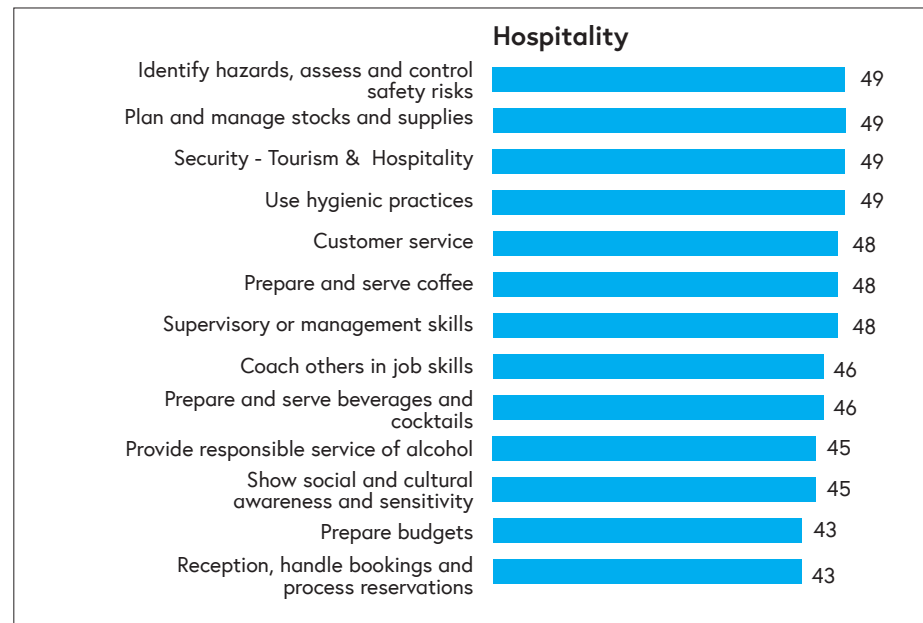 Hospitality
Identify hazards, assess and control
safety risks
49
Plan and manage stocks and supplies
49
Security - Tourism &  Hospitality
49
Use hygienic practices
49
Customer service
48
Prepare and serve coffee
48
Supervisory or management skills
48
Coach others in job skills
46
Prepare and serve beverages and
cocktails
46
Provide responsible service of alcohol
45
Show social and cultural
awareness and sensitivity
45
Prepare budgets
43
Reception, handle bookings and
process reservations
43